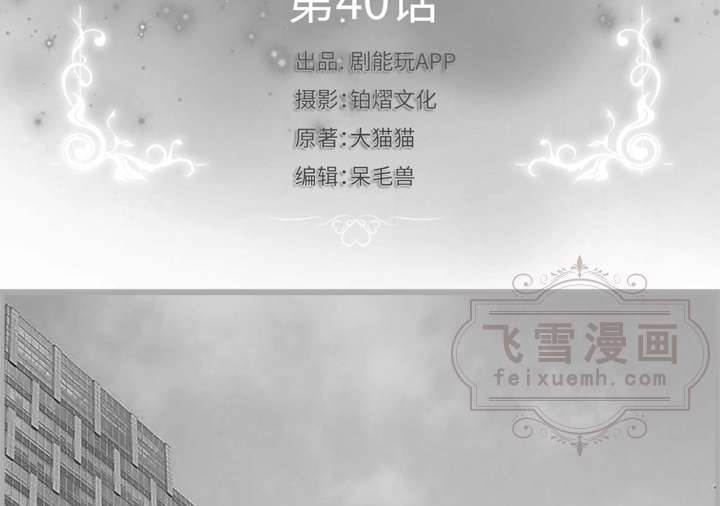 第40话
出品: 剧能玩APP
摄影: 铂熠文化
原著: 大猫猫
编辑: 呆毛兽
飞雪漫画
feixuemh.com